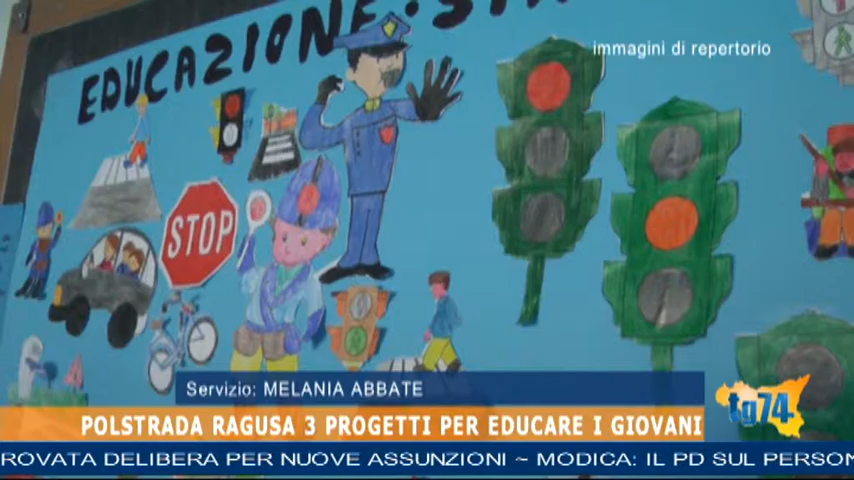 EDUCAZIONE
immagini di repertorio
STOP
Servizio: MELANIA ABBATE
POLSTRADA RAGUSA 3 PROGETTI PER EDUCARE I GIOVANI
tg74
ROVATA DELIBERA PER NUOVE ASSUNZIONI ~ MODICA: IL PD SUL PERSON